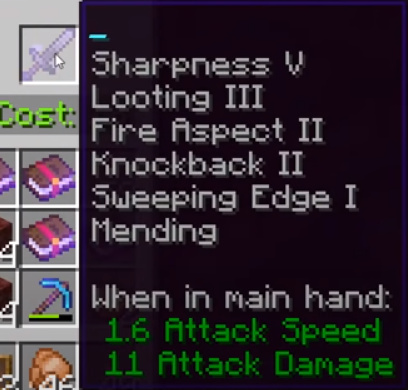 _
Sharpness V
Looting III
Cost:
Fire Aspect II
Knockback II
Sweeping Edge I
Mending
When in main hand:
1.6 Attack Speed
11 Attack Damage